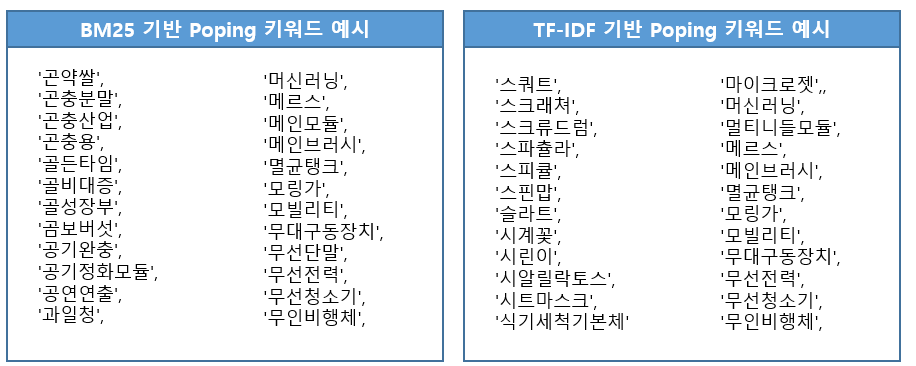 BM25 기반 Poping 키워드 예시
'곤약쌀',
'곤충분말',
'곤충산업',
'곤충용',
'골든타임',
'골비대증',
'골성장부',
'곰보버섯',
'공기완충',
'공기정화모듈',
'공연연출',
'과일청',
'머신러닝',
'메르스',
'메인모듈',
'메인브러시',
'멸균탱크',
'모링가',
'모빌리티',
'무대구동장치',
'무선단말',
'무선전력',
'무선청소기',
'무인비행체',
TF-IDF 기반 Poping 키워드 예시
'스쿼트',
'스크래쳐',
'스크류드럼',
'스파츌라',
'스피큘',
'스핀맙',
'슬라트',
'시계꽃',
'시린이',
'시알릴락토스',
'시트마스크',
'식기세척기본체'
'마이크로젯',,
'머신러닝',
'멀티니들모듈',
'메르스',
'메인브러시',
'멸균탱크',
'모링가',
'모빌리티',
'무대구동장치',
'무선전력',
'무선청소기',
'무인비행체',